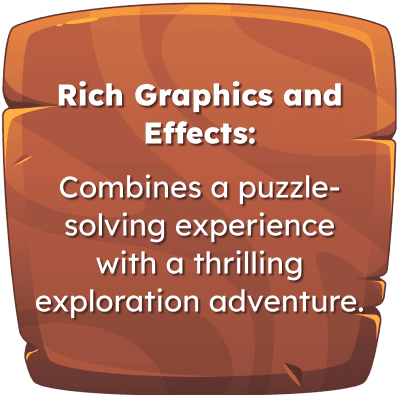 Rich Graphics and
Effects:
Combines a puzzle-
solving experience
with a thrilling
exploration adventure.